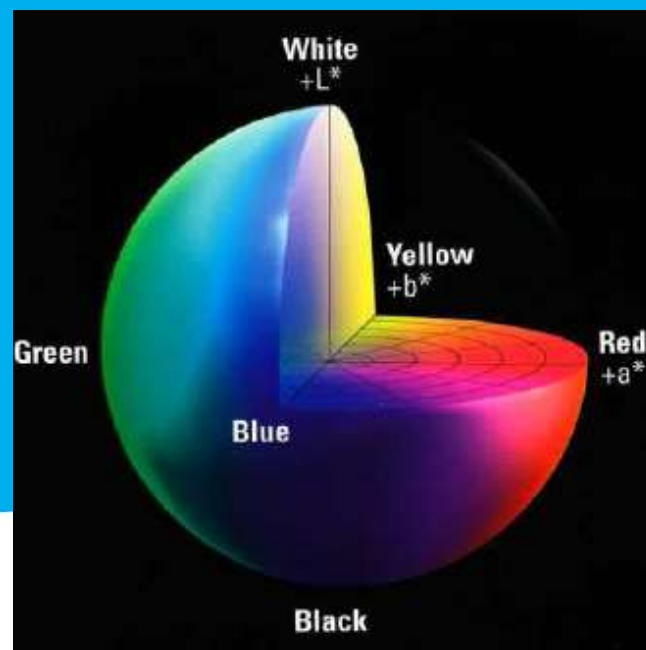 White
+L*
Yellow
+b*
Green
Red
+a*
Blue
Black